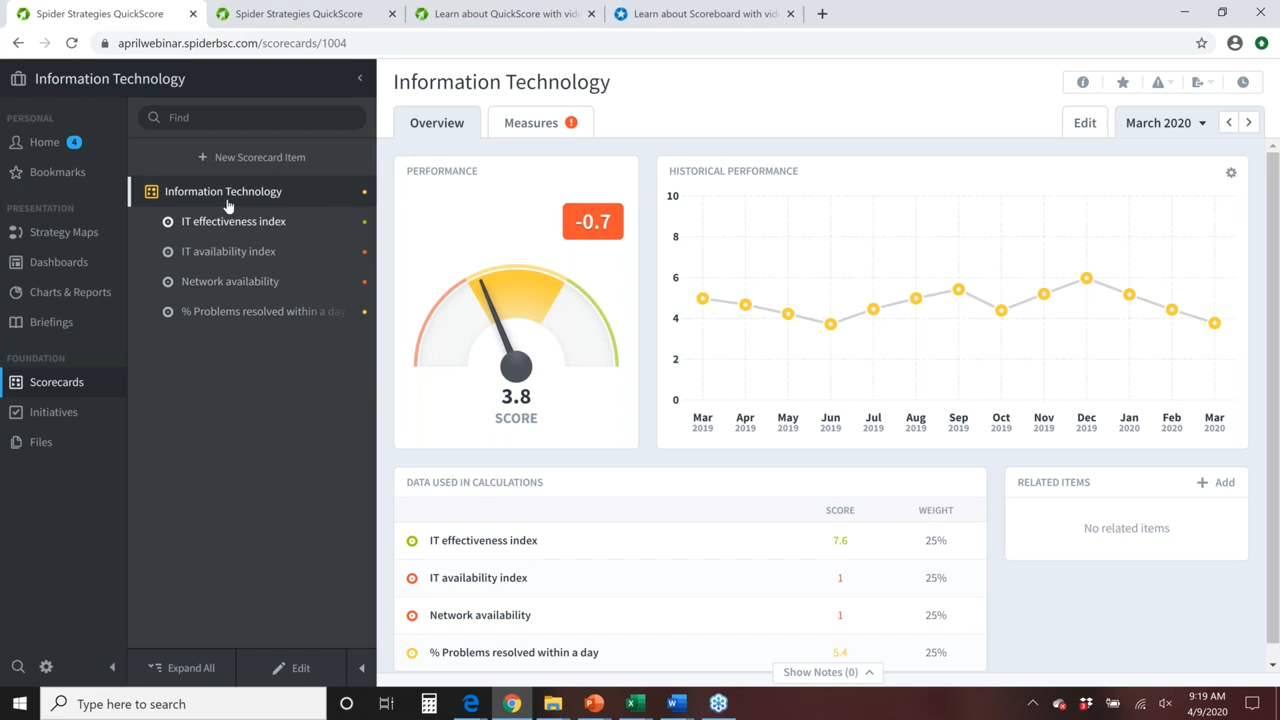 Spider Strategies QuickScore
Spider Strategies QuickScore
Learn about QuickScore with vide
Learn about Scoreboard with vide
aprilwebinar.spiderbsc.com/scorecards/1004
Information Technology
PERSONAL
Home 4
Bookmarks
PRESENTATION
Strategy Maps
Dashboards
Charts & Reports
Briefings
FOUNDATION
Scorecards
Initiatives
Files
Find
New Scorecard Item
Information Technology
IT effectiveness index
IT availability index
Network availability
% Problems resolved within a day
Expand All
Edit
Information Technology
Overview
Measures
Edit
March 2020
PERFORMANCE
-0.7
3.8
SCORE
HISTORICAL PERFORMANCE
10
8
6
4
2
0
Mar Apr May Jun Jul Aug Sep Oct Nov Dec Jan Feb Mar
2019 2019 2019 2019 2019 2019 2019 2019 2019 2019 2020 2020 2020
DATA USED IN CALCULATIONS
SCORE WEIGHT
IT effectiveness index 7.6 25%
IT availability index 1 25%
Network availability 1 25%
% Problems resolved within a day 5.4 25%
RELATED ITEMS
Add
No related items
Show Notes (0)
Type here to search
9:19 AM
4/9/2020